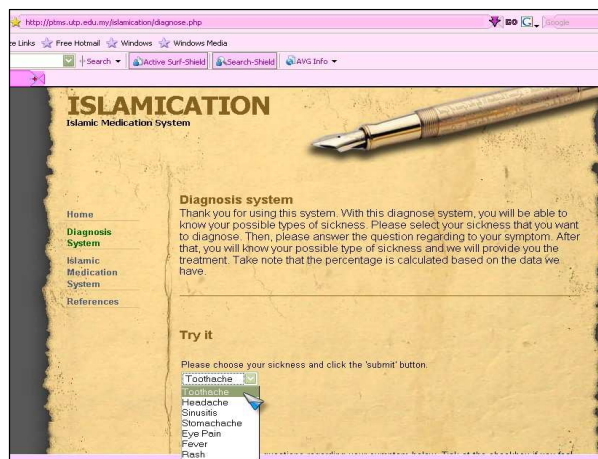 http://ptms.utp.edu.my/islamication/diagnose.php
GO G Google
ze Links Free Hotmail Windows Windows Media
Search Active Surf-Shield Search-Shield AVG Info
ISLAMICATION
Islamic Medication System
Home
Diagnosis
System
Islamic
Medication
System
References
Diagnosis system
Thank you for using this system. With this diagnose system, you will be able to
know your possible types of sickness. Please select your sickness that you want
to diagnose. Then, please answer the question regarding to your symptom. After
that, you will know your possible type of sickness and we will provide you the
treatment. Take note that the percentage is calculated based on the data we
have.
Try it
Please choose your sickness and click the 'submit' button.
Toothache
Toothache
Headache
Sinusitis
Stomachache
Eye Pain
Fever
Rash
questions regarding your symptom below. Tick at the checkbox if you feel